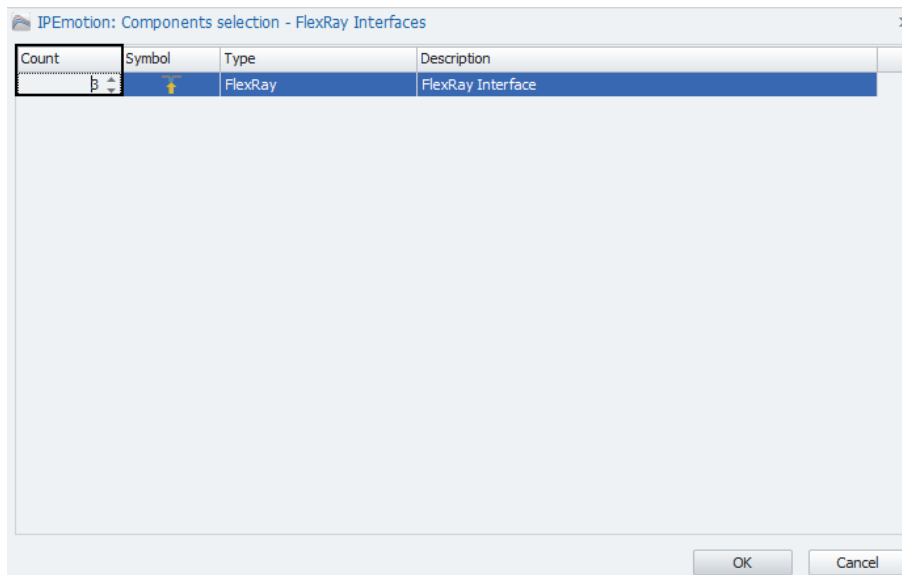 IPEmotion: Components selection - FlexRay Interfaces
Count Symbol Type Description
3 FlexRay FlexRay Interface
OK Cancel